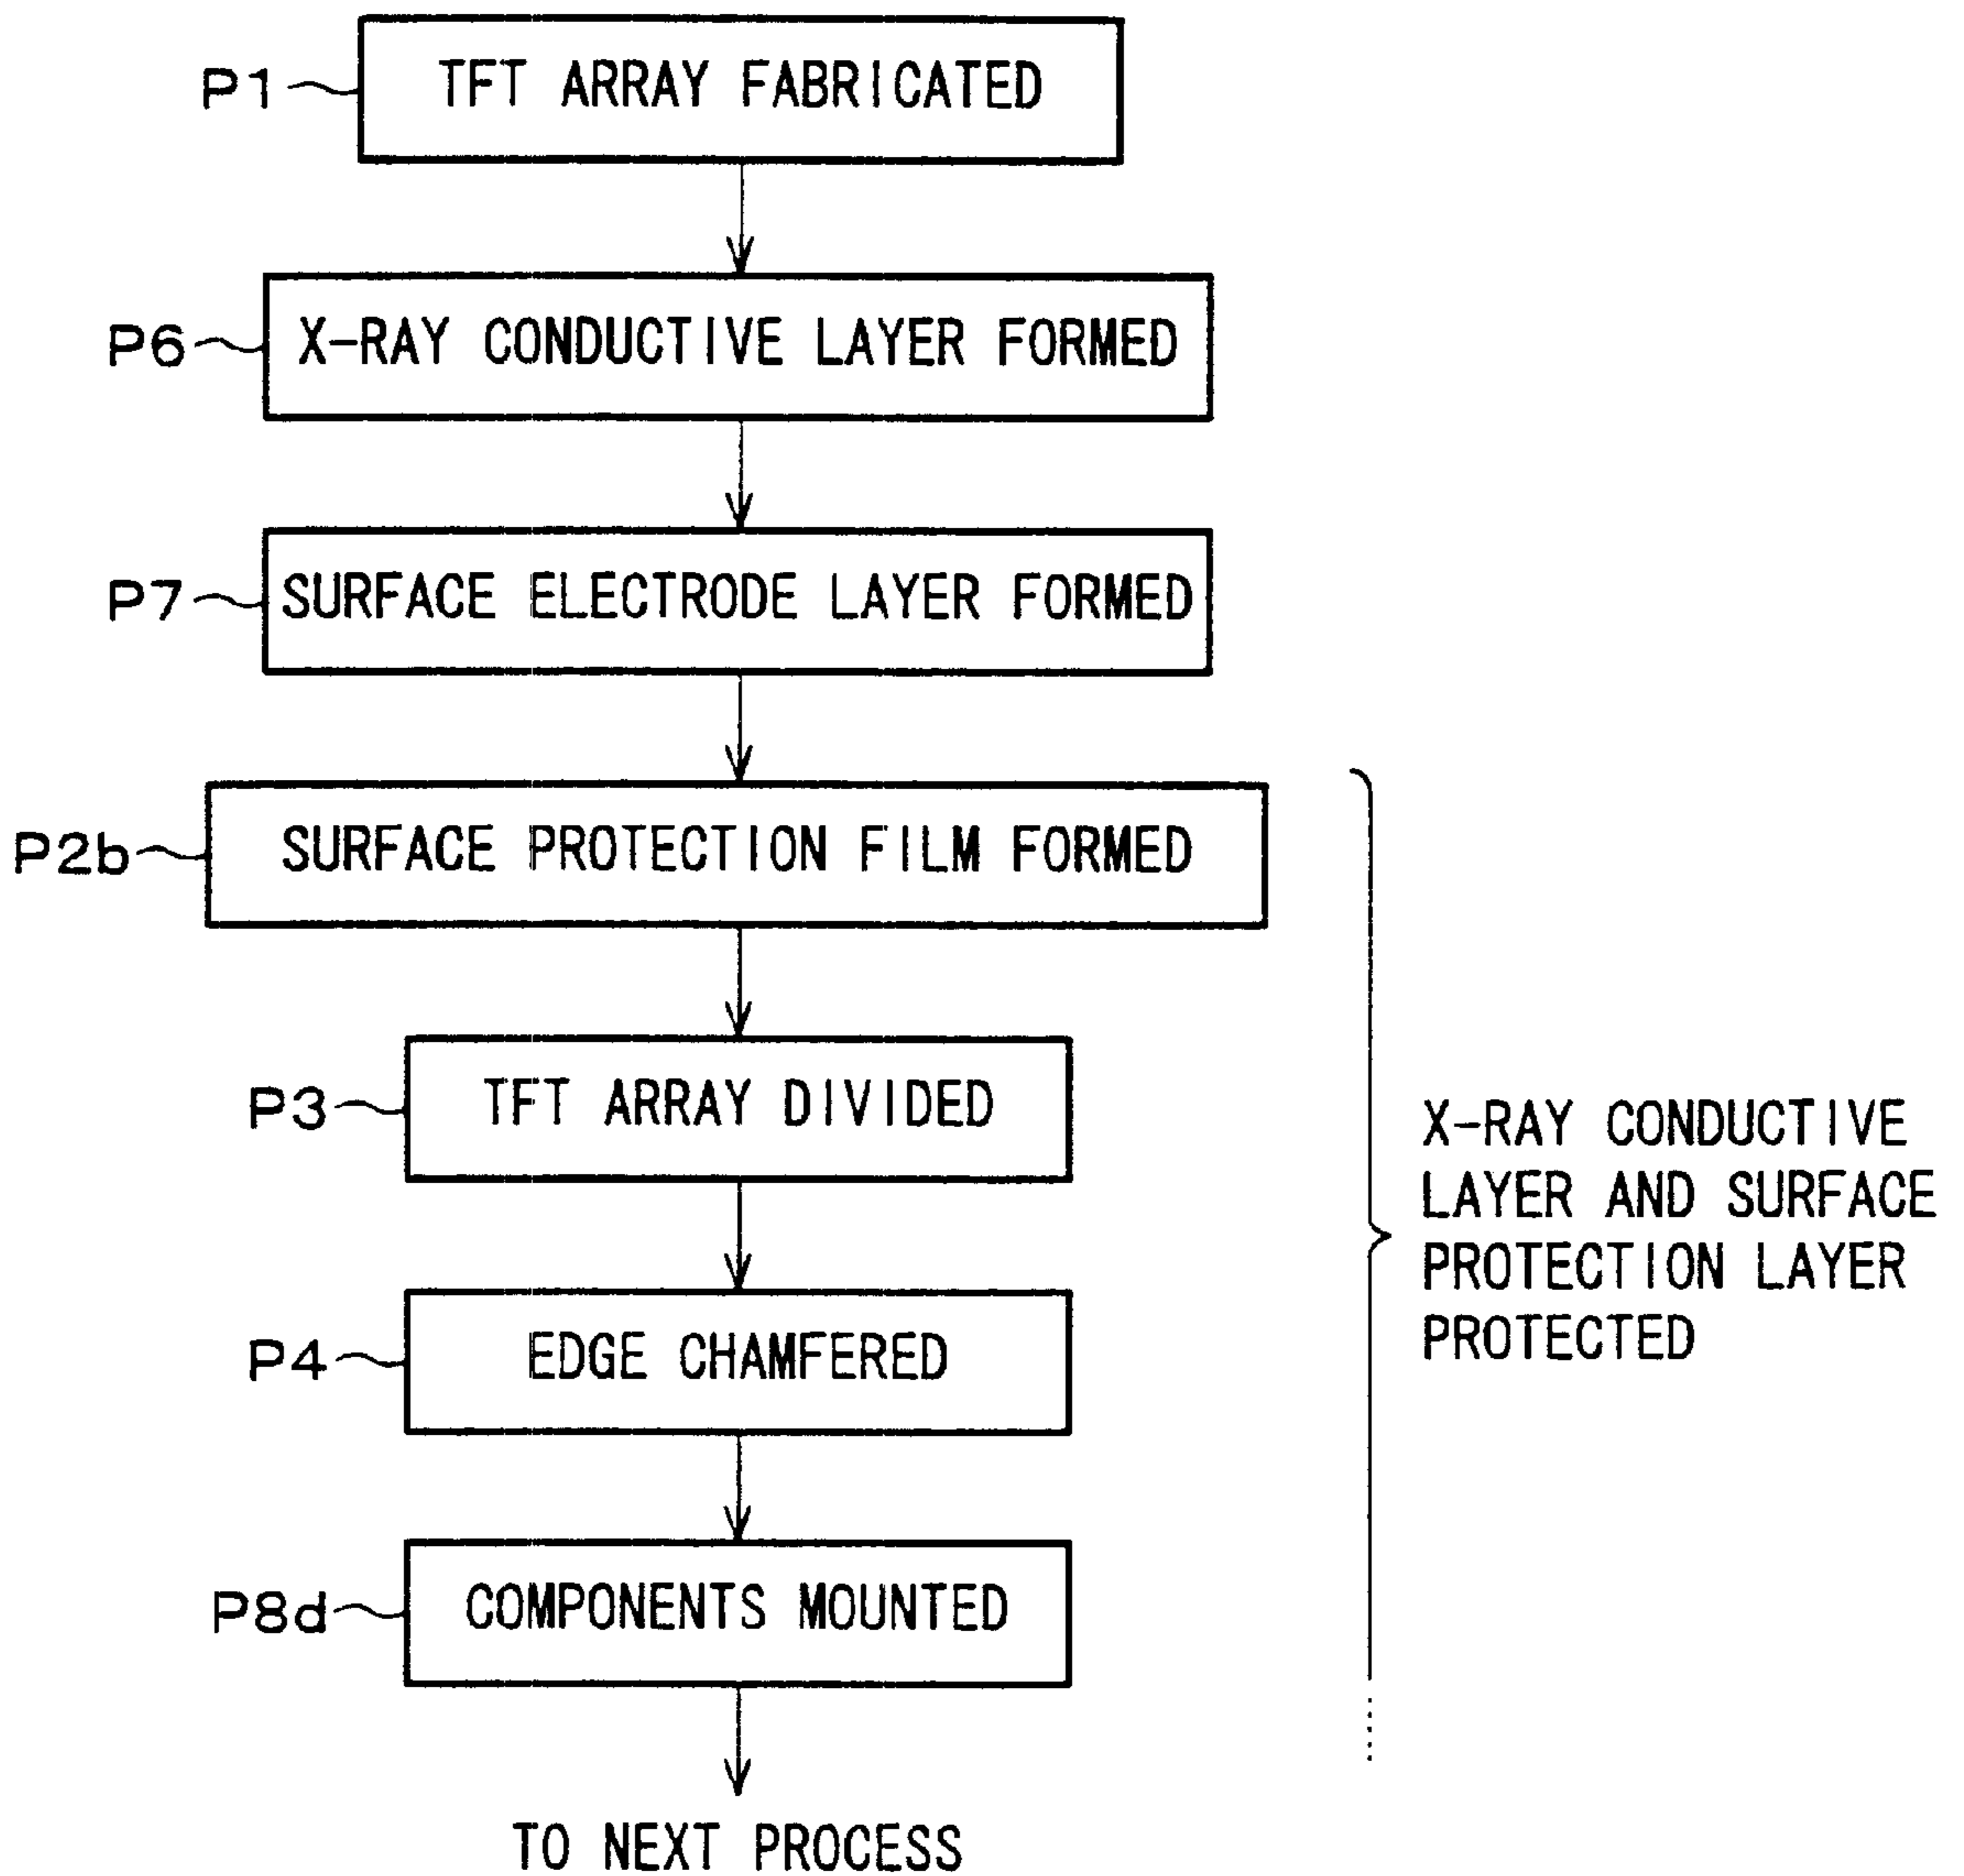 P1 TFT ARRAY FABRICATED
P6 X-RAY CONDUCTIVE LAYER FORMED
P7 SURFACE ELECTRODE LAYER FORMED
P2b SURFACE PROTECTION FILM FORMED
P3 TFT ARRAY DIVIDED
X-RAY CONDUCTIVE
LAYER AND SURFACE
PROTECTION LAYER
PROTECTED
P4 EDGE CHAMFERED
P8d COMPONENTS MOUNTED
TO NEXT PROCESS